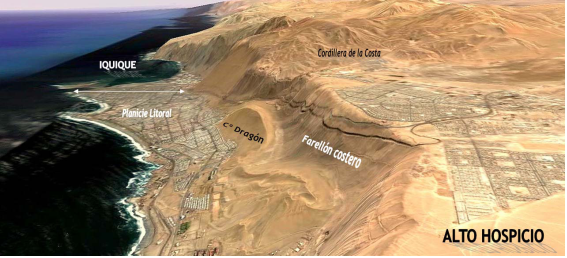 Cordillera de la Costa
IQUIQUE
Planicie Litoral
Cº Dragón
Farellón costero
ALTO HOSPICIO